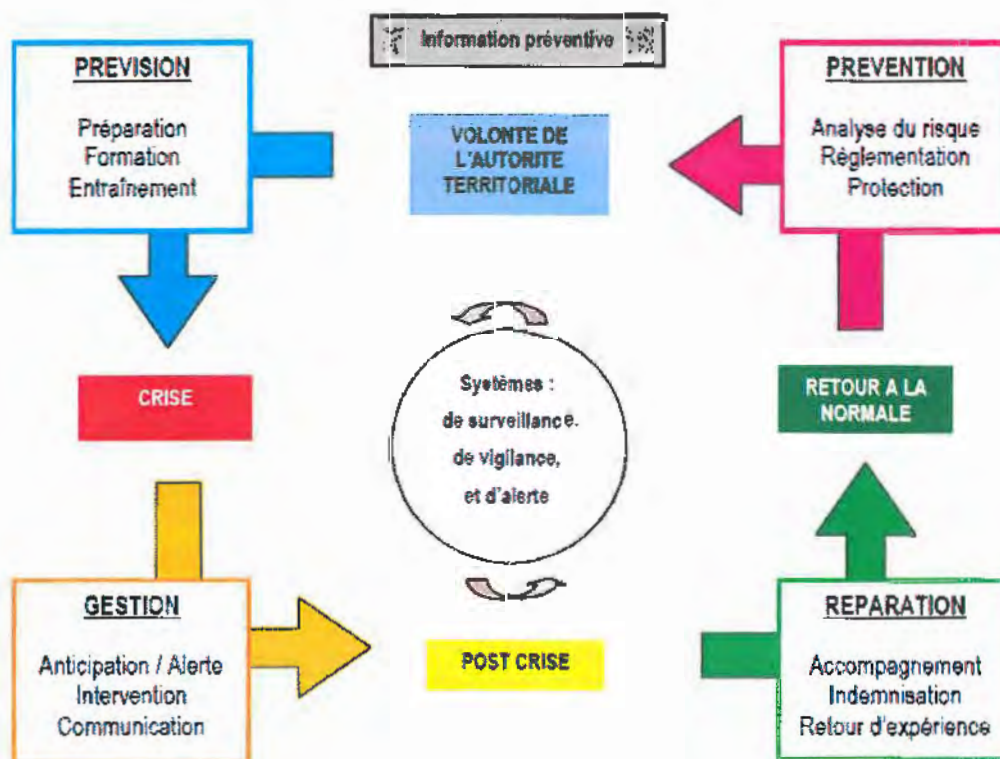 Information préventive
PREVISION
Préparation
Formation
Entraînement
VOLONTE DE
L'AUTORITE
TERRITORIALE
PREVENTION
Analyse du risque
Réglementation
Protection
CRISE
Systèmes :
de surveillance.
de vigilance,
et d'alerte
RETOUR A LA
NORMALE
GESTION
Anticipation / Alerte
Intervention
Communication
POST CRISE
REPARATION
Accompagnement
Indemnisation
Retour d'expérience